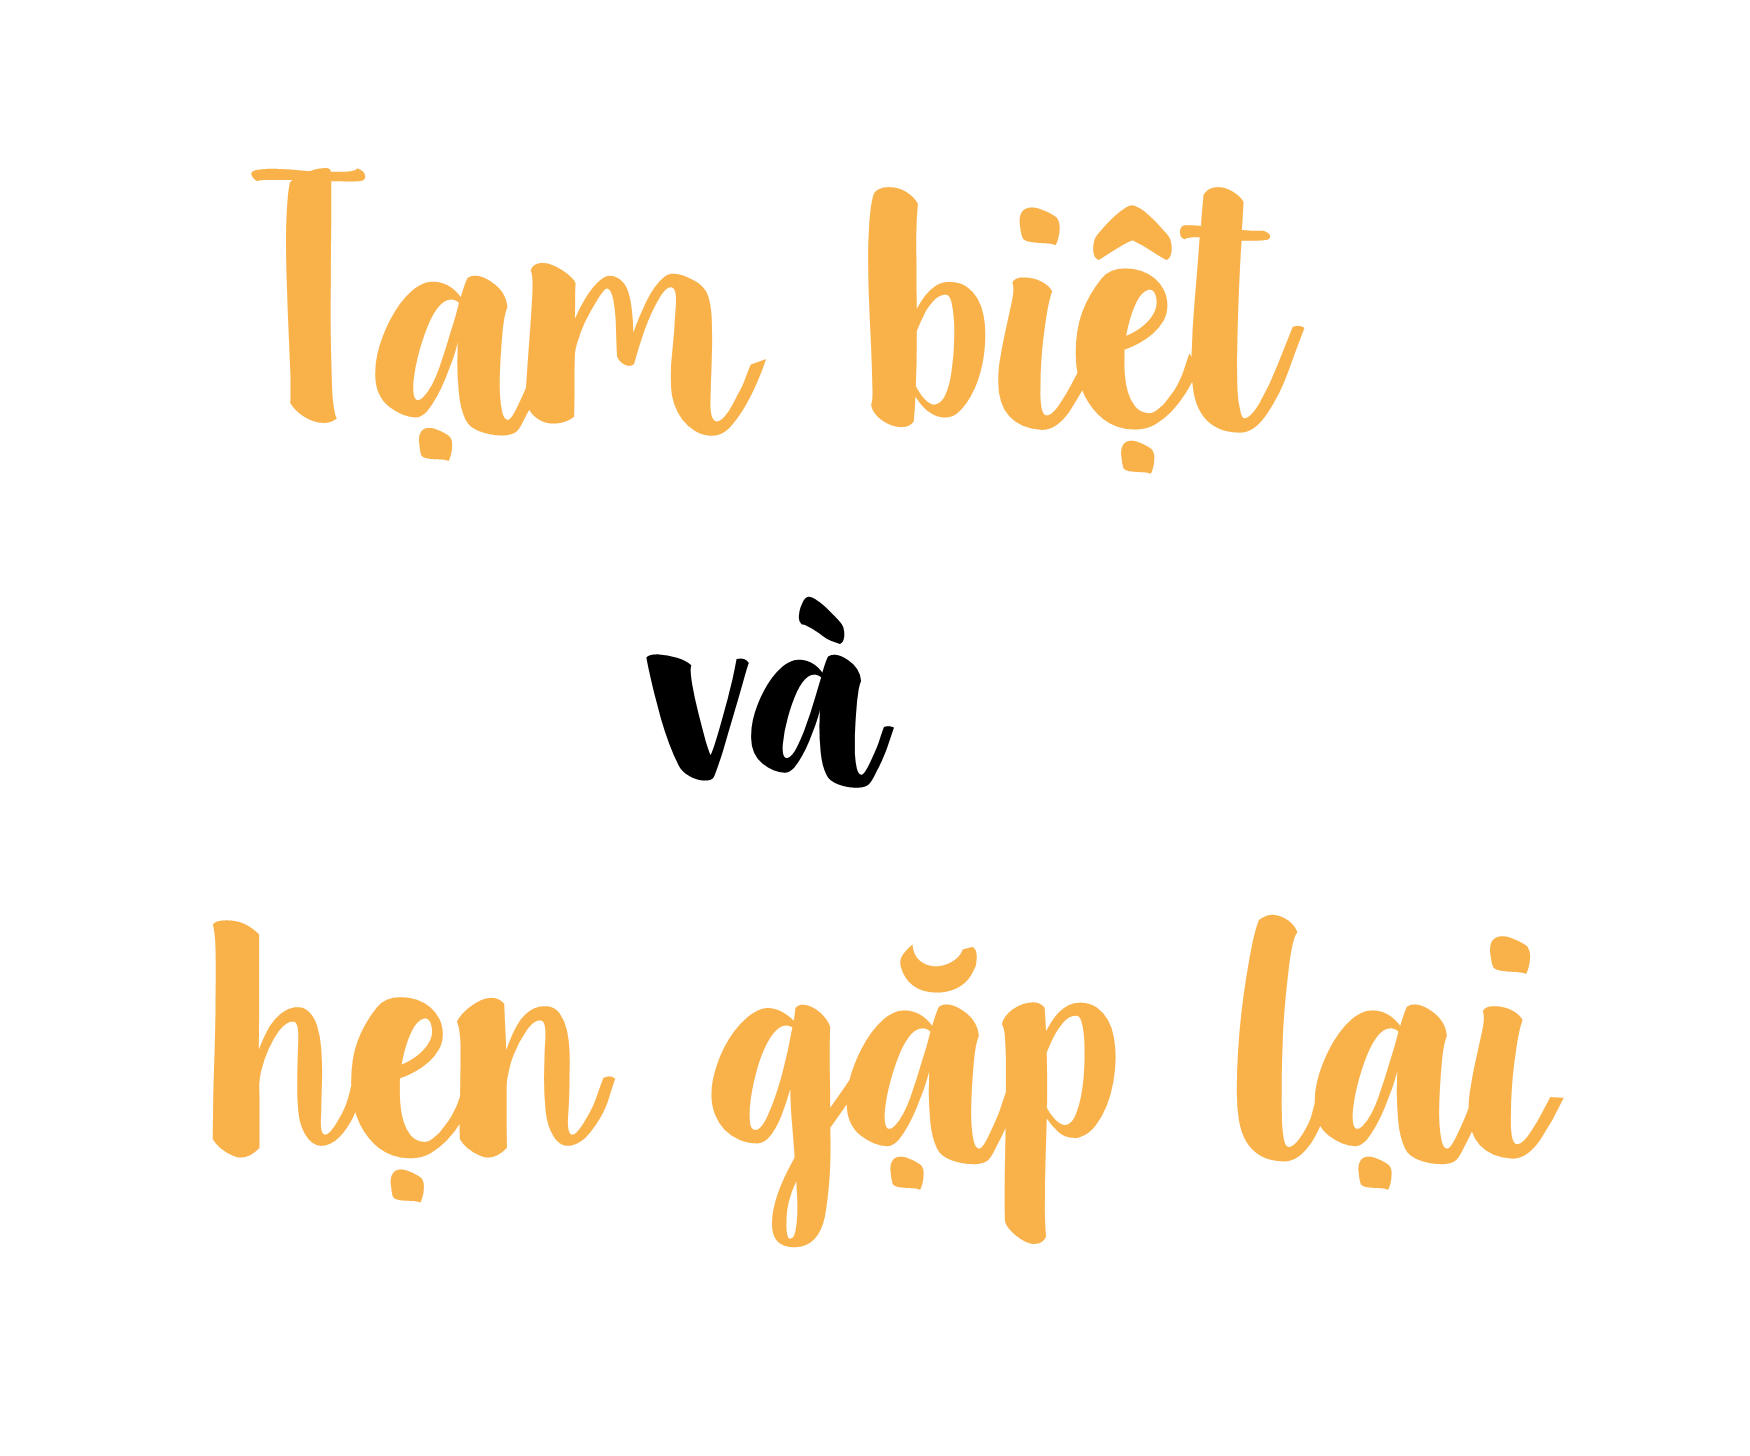 Tạm biệt
và
hẹn gặp lại